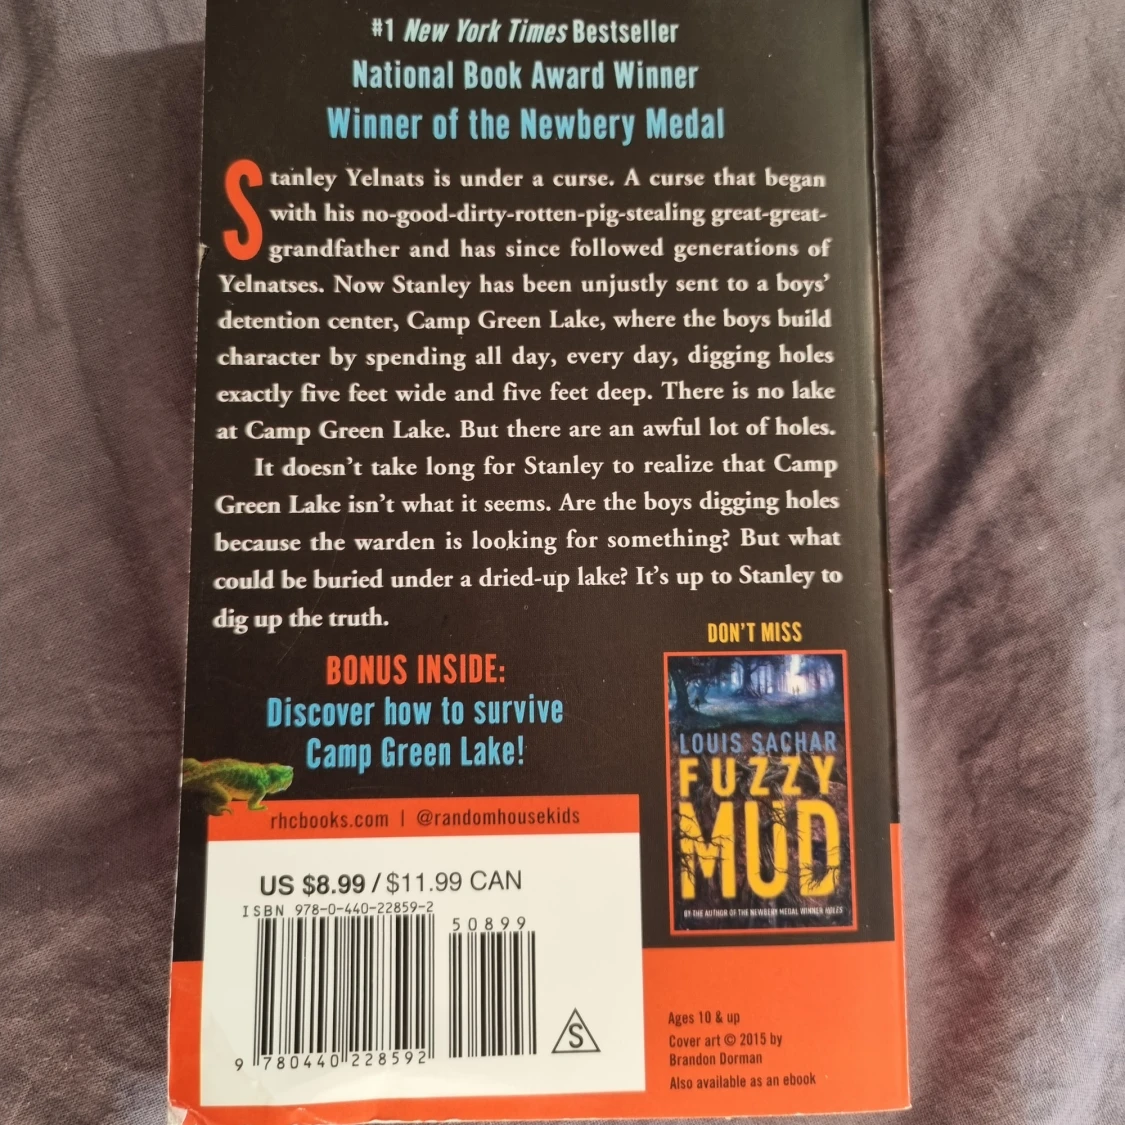 #1 New York Times Bestseller
National Book Award Winner
Winner of the Newbery Medal
Stanley Yelnats is under a curse. A curse that began
with his no-good-dirty-rotten-pig-stealing great-great-
grandfather and has since followed generations of
Yelnatses. Now Stanley has been unjustly sent to a boys'
detention center, Camp Green Lake, where the boys build
character by spending all day, every day, digging holes
exactly five feet wide and five feet deep. There is no lake
at Camp Green Lake. But there are an awful lot of holes.
It doesn't take long for Stanley to realize that Camp
Green Lake isn't what it seems. Are the boys digging holes
because the warden is looking for something? But what
could be buried under a dried-up lake? It's up to Stanley to
dig up the truth.
BONUS INSIDE:
Discover how to survive
Camp Green Lake!
DON'T MISS
LOUIS SACHAR
FUZZY
MUD
BY THE AUTHOR OF THE NEWBERY MEDAL WINNER HOLES
rhcbooks.com | @randomhousekids
US $8.99 / $11.99 CAN
ISBN 978-0-440-22859-2
50899
9 780440 228592
S
Ages 10 & up
Cover art © 2015 by
Brandon Dorman
Also available as an ebook